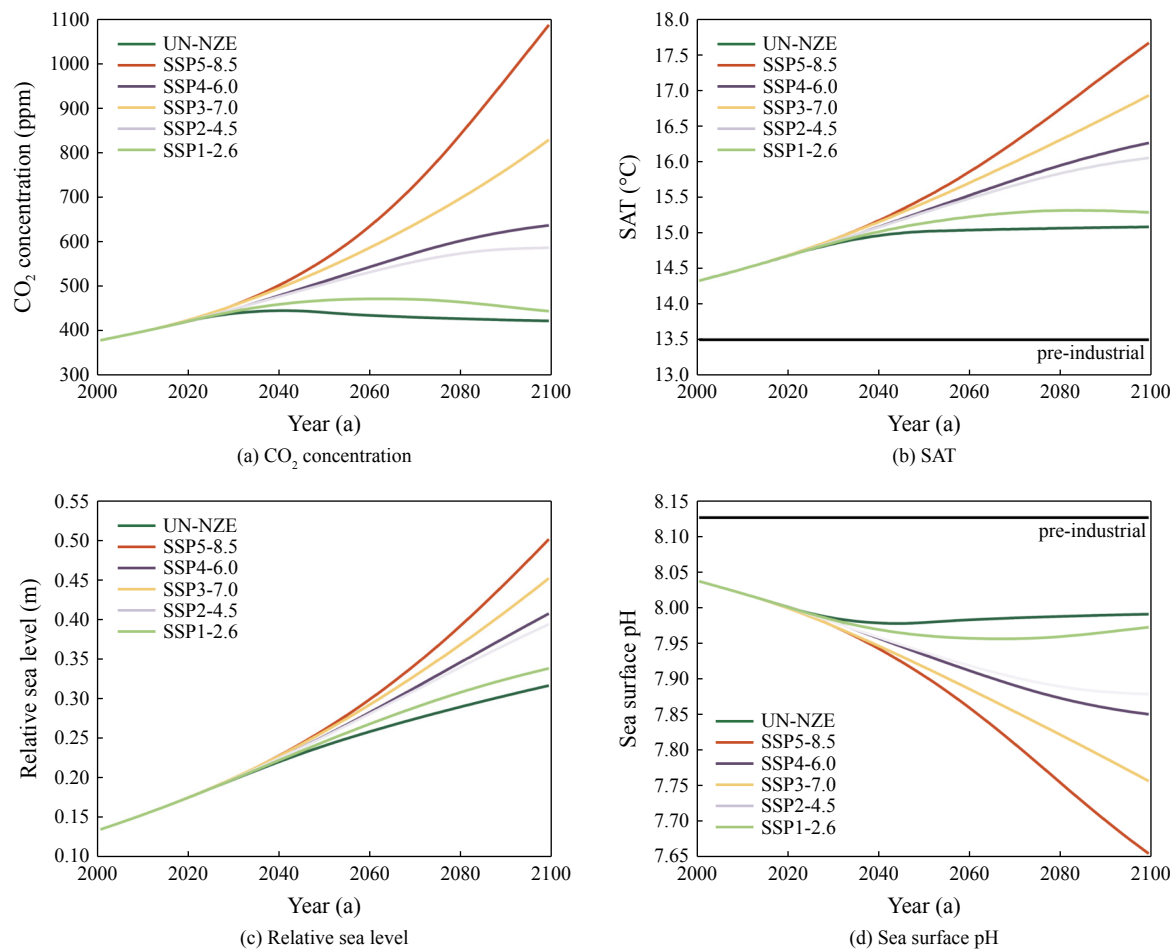 1100
1000
900
800
700
600
500
400
300
CO₂ concentration (ppm)
UN-NZE
SSP5-8.5
SSP4-6.0
SSP3-7.0
SSP2-4.5
SSP1-2.6
2000 2020 2040 2060 2080 2100
Year (a)
(a) CO₂ concentration
18.0
17.5
17.0
16.5
16.0
15.5
15.0
14.5
14.0
13.5
13.0
SAT (°C)
UN-NZE
SSP5-8.5
SSP4-6.0
SSP3-7.0
SSP2-4.5
SSP1-2.6
pre-industrial
2000 2020 2040 2060 2080 2100
Year (a)
(b) SAT
0.55
0.50
0.45
0.40
0.35
0.30
0.25
0.20
0.15
0.10
Relative sea level (m)
UN-NZE
SSP5-8.5
SSP4-6.0
SSP3-7.0
SSP2-4.5
SSP1-2.6
2000 2020 2040 2060 2080 2100
Year (a)
(c) Relative sea level
8.15
8.10
8.05
8.00
7.95
7.90
7.85
7.80
7.75
7.70
7.65
Sea surface pH
pre-industrial
UN-NZE
SSP5-8.5
SSP4-6.0
SSP3-7.0
SSP2-4.5
SSP1-2.6
2000 2020 2040 2060 2080 2100
Year (a)
(d) Sea surface pH